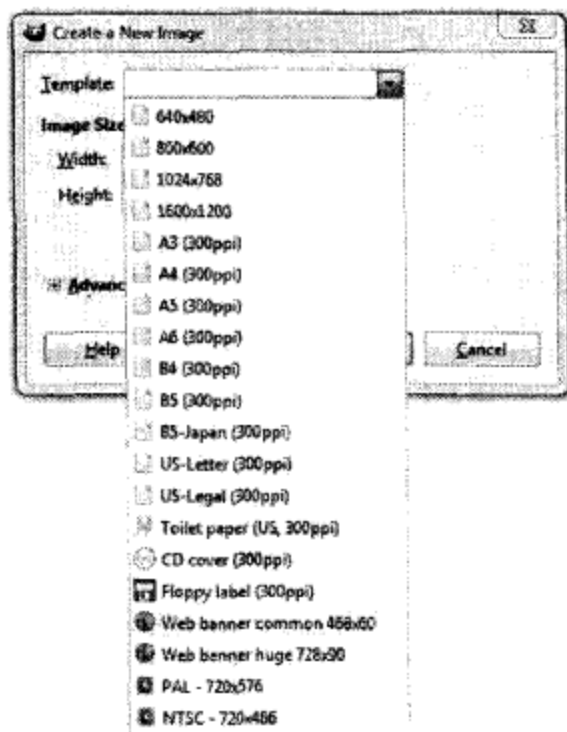 Create a New Image
Template:
Image Size
Width:
Height:
Advanc
Help
Cancel
640x480
800x600
1024x768
1600x1200
A3 (300ppi)
A4 (300ppi)
A5 (300ppi)
A6 (300ppi)
B4 (300ppi)
B5 (300ppi)
B5-Japan (300ppi)
US-Letter (300ppi)
US-Legal (300ppi)
Toilet paper (US, 300ppi)
CD cover (300ppi)
Floppy label (300ppi)
Web banner common 468x60
Web benner huge 728x90
PAL - 720x576
NTSC - 720x486